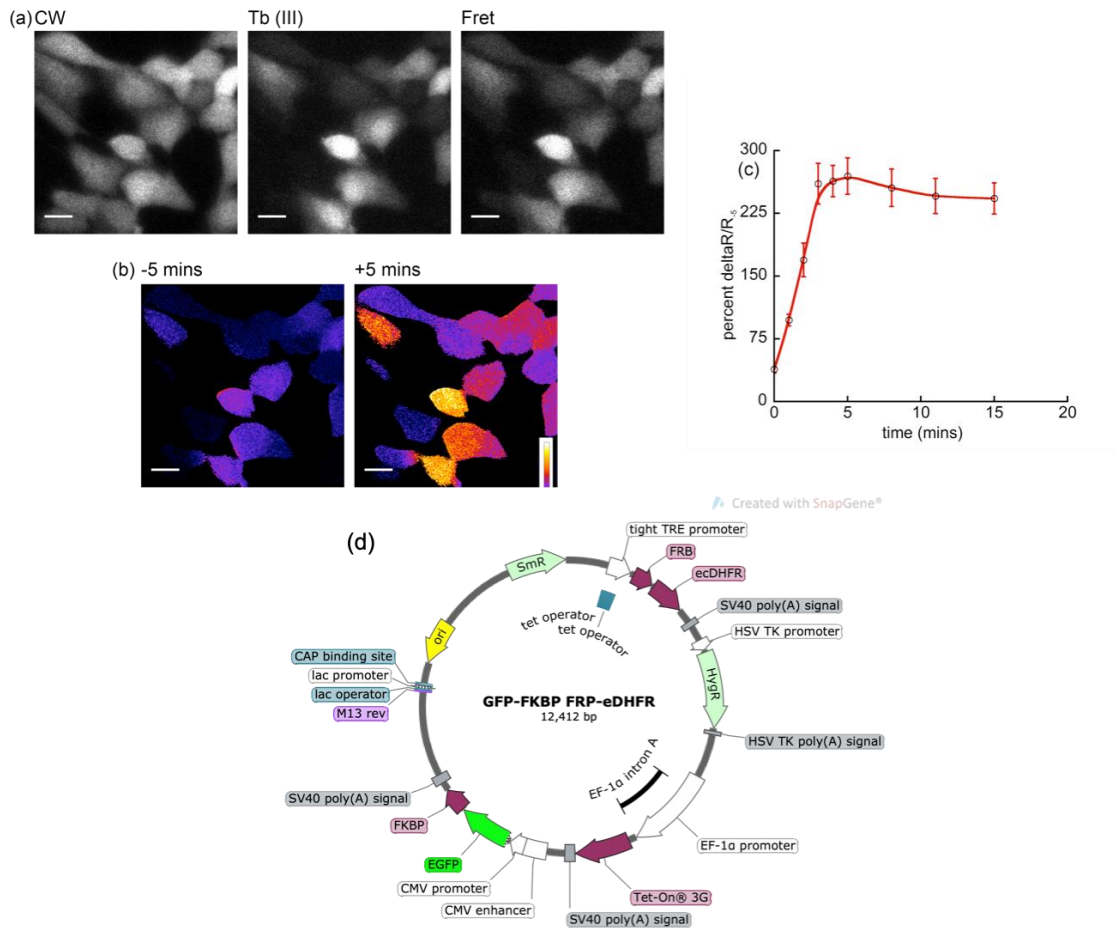 (a) CW
Tb (III)
Fret
(b) -5 mins
+5 mins
(c)
300
225
150
75
0
percent deltaR/R-5
0
5
10
15
20
time (mins)
Created with SnapGene®
(d)
tight TRE promoter
FRB
ecDHFR
SmR
tet operator
tet operator
SV40 poly(A) signal
HSV TK promoter
ori
CAP binding site
lac promoter
lac operator
M13 rev
HygR
GFP-FKBP FRP-eDHFR
12,412 bp
HSV TK poly(A) signal
EF-1α intron A
SV40 poly(A) signal
FKBP
EF-1α promoter
EGFP
CMV promoter
CMV enhancer
Tet-On® 3G
SV40 poly(A) signal